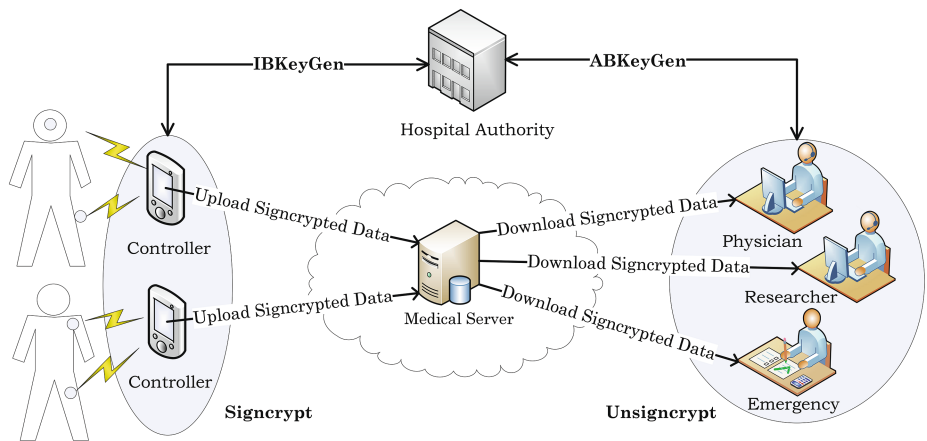 IBKeyGen
ABKeyGen
Hospital Authority
Upload Signcrypted Data
Download Signcrypted Data
Controller
Physician
Download Signcrypted Data
Researcher
Upload Signcrypted Data
Medical Server
Download Signcrypted Data
Controller
Emergency
Signcrypt
Unsigncrypt